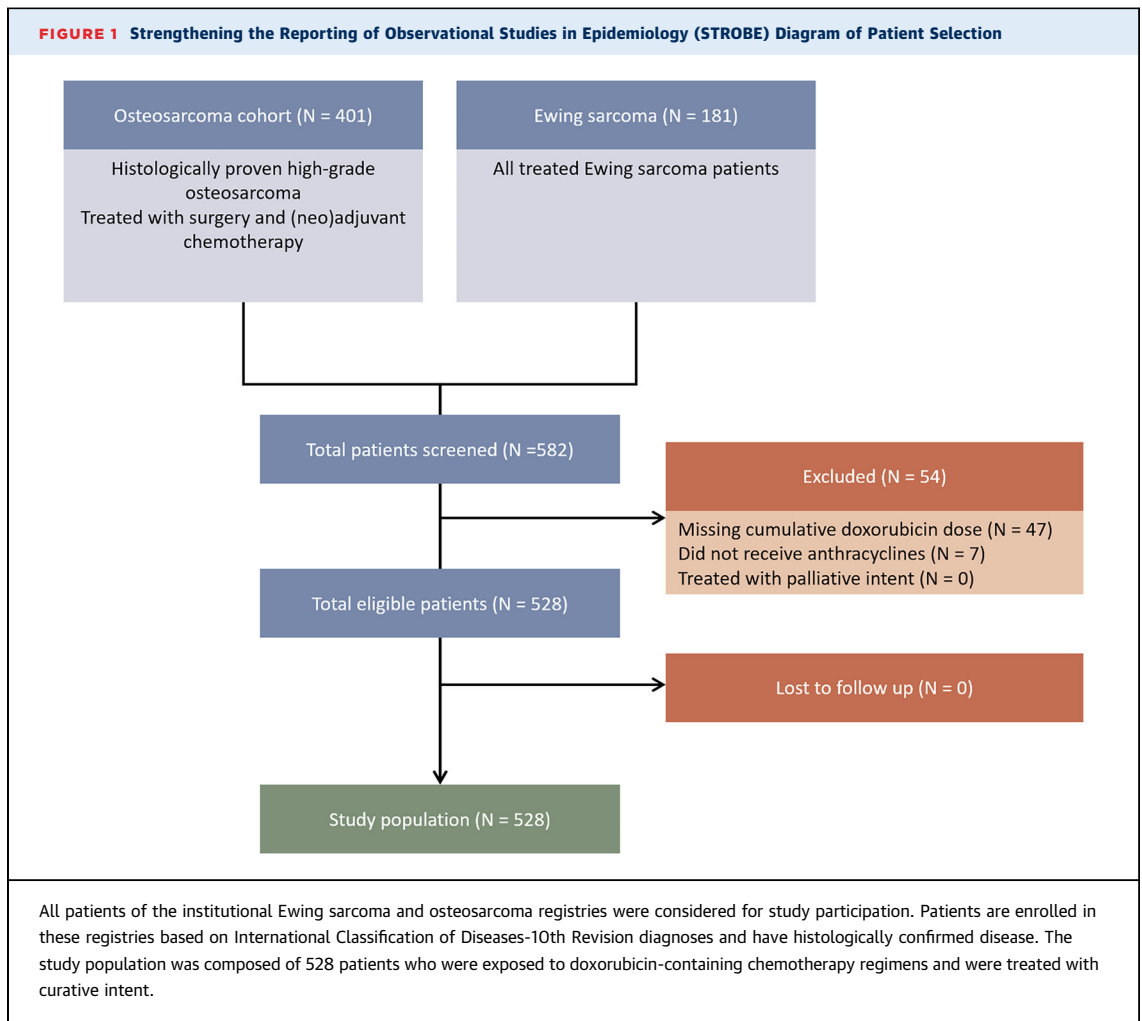 FIGURE 1 Strengthening the Reporting of Observational Studies in Epidemiology (STROBE) Diagram of Patient Selection
Osteosarcoma cohort (N = 401)
Histologically proven high-grade
osteosarcoma
Treated with surgery and (neo)adjuvant
chemotherapy
Ewing sarcoma (N = 181)
All treated Ewing sarcoma patients
Total patients screened (N =582)
Excluded (N = 54)
Missing cumulative doxorubicin dose (N = 47)
Did not receive anthracyclines (N = 7)
Treated with palliative intent (N = 0)
Total eligible patients (N = 528)
Lost to follow up (N = 0)
Study population (N = 528)
All patients of the institutional Ewing sarcoma and osteosarcoma registries were considered for study participation. Patients are enrolled in
these registries based on International Classification of Diseases-10th Revision diagnoses and have histologically confirmed disease. The
study population was composed of 528 patients who were exposed to doxorubicin-containing chemotherapy regimens and were treated with
curative intent.